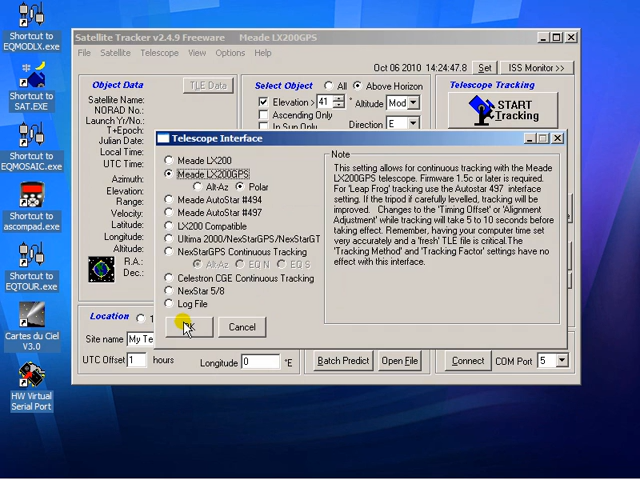 Shortcut to
EQMODLX.exe
Shortcut to
SAT.EXE
Shortcut to
EQMOSAIC.exe
Shortcut to
ascompad.exe
Shortcut to
EQTOUR.exe
Cartes du Ciel
V3.0
HW Virtual
Serial Port
Satellite Tracker v2.4.9 Freeware Meade LX200GPS
File Satellite Telescope View Options Help
Oct 06 2010 14:24:47.8 Set ISS Monitor >>
Object Data TLE Data
Satellite Name:
NORAD No.:
Launch Yr/No.:
T+Epoch:
Julian Date:
Local Time:
UTC Time:
Azimuth:
Elevation:
Range:
Velocity:
Latitude:
Longitude:
Altitude:
R.A.:
Dec.:
Select Object All Above Horizon
Elevation > 41 ° Altitude Mod
Ascending Only
In Sun Only Direction E
Telescope Tracking
START
Tracking
Telescope Interface
Meade LX200
Meade LX200GPS
Alt-Az Polar
Meade AutoStar #494
Meade AutoStar #497
LX200 Compatible
Ultima 2000/NexStarGPS/NexStarGT
NexStarGPS Continuous Tracking
Alt-Az EQ N EQ S
Celestron CGE Continuous Tracking
NexStar 5/8
Log File
OK Cancel
Note
This setting allows for continuous tracking with the Meade
LX200GPS telescope. Firmware 1.5c or later is required.
For 'Leap Frog' tracking use the Autostar 497 interface
setting. If the tripod if carefully levelled, tracking will be
improved. Changes to the 'Timing Offset' or 'Alignment
Adjustment' while tracking will take 5 to 10 seconds before
taking effect. Remember, having your computer time set
very accurately and a 'fresh' TLE file is critical.The
'Tracking Method' and 'Tracking Factor' settings have no
effect with this interface.
Location
Site name My Te
UTC Offset 1 hours Longitude 0 °E
Batch Predict Open File Connect COM Port 5